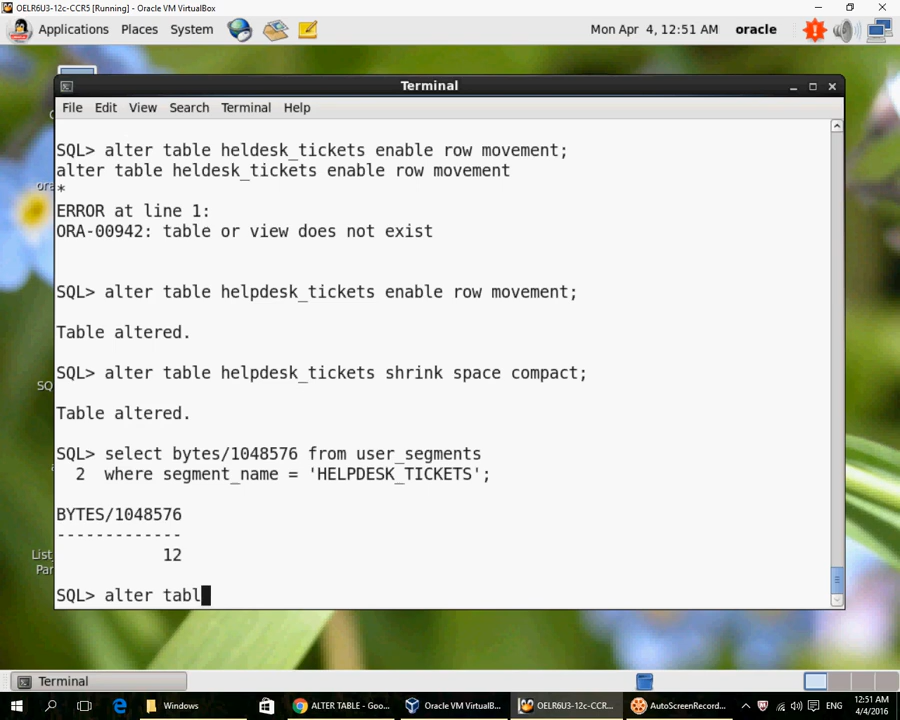 OELR6U3-12c-CCR5 [Running] - Oracle VM VirtualBox
Applications Places System Mon Apr 4, 12:51 AM oracle
Terminal
File Edit View Search Terminal Help
SQL> alter table heldesk_tickets enable row movement;
alter table heldesk_tickets enable row movement
*
ERROR at line 1:
ORA-00942: table or view does not exist
SQL> alter table helpdesk_tickets enable row movement;
Table altered.
SQL> alter table helpdesk_tickets shrink space compact;
Table altered.
SQL> select bytes/1048576 from user_segments
2 where segment_name = 'HELPDESK_TICKETS';
BYTES/1048576
-------------
12
SQL> alter tabl
ora
SQ
List
Par
Terminal
Windows ALTER TABLE - Goo... Oracle VM VirtualB... OELR6U3-12c-CCR... AutoScreenRecord... ENG 12:51 AM
4/4/2016